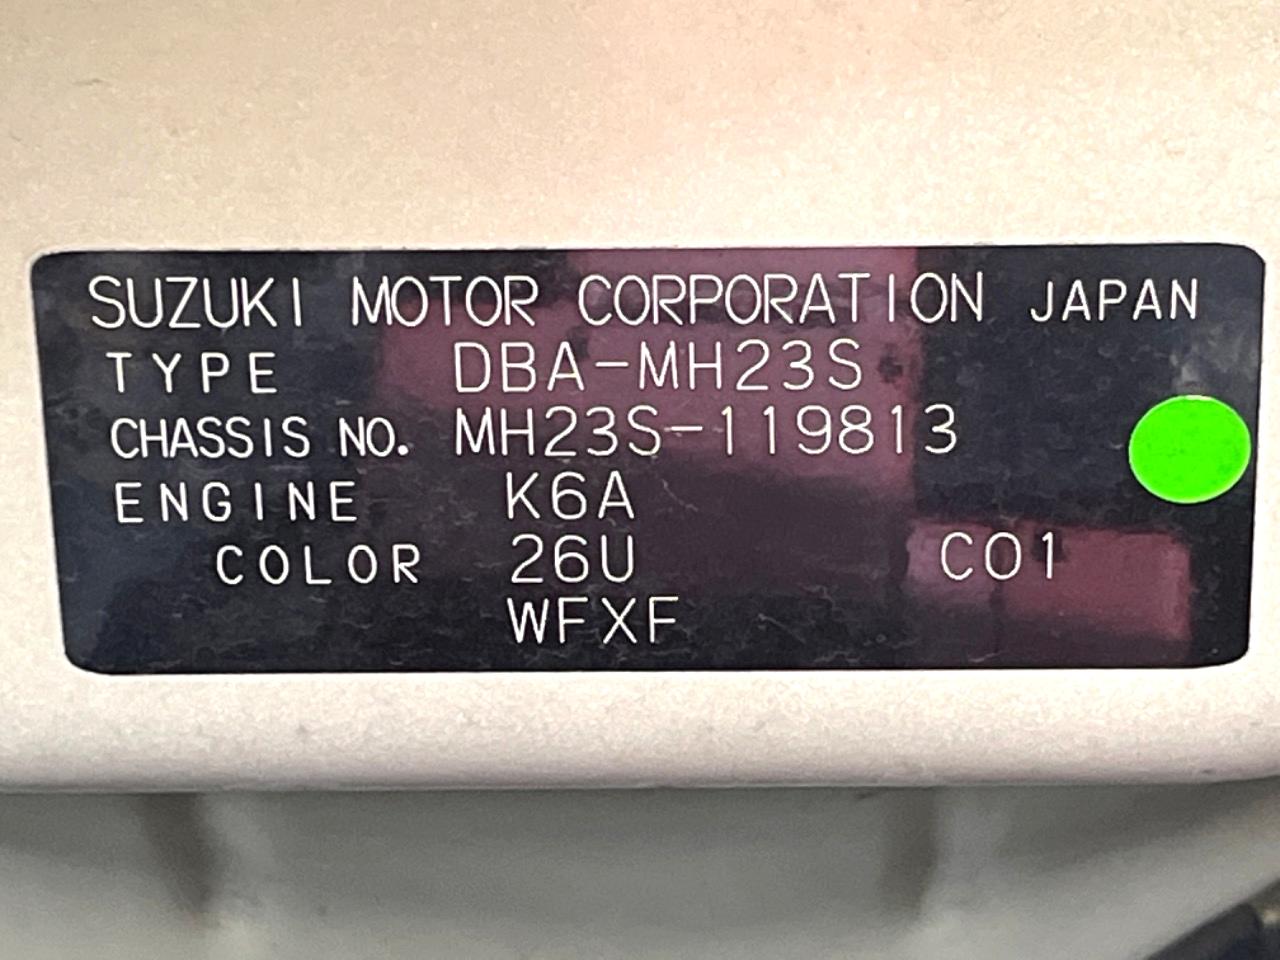 SUZUKI MOTOR CORPORATION JAPAN
TYPE DBA-MH23S
CHASSIS NO. MH23S-119813
ENGINE K6A
COLOR 26U C01
WFXF